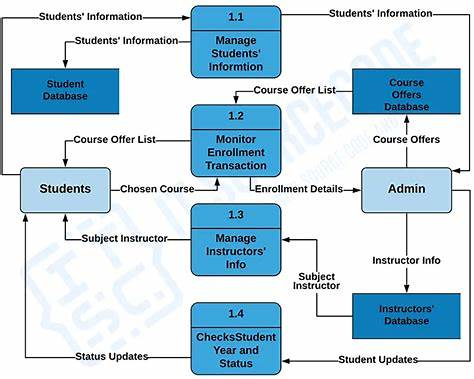 Students' Information
1.1
Students' Information
Students' Information
Manage
Students'
Informtion
Student
Database
Course Offer List
Course
Offers
Database
1.2
Course Offer List
Monitor
Enrollment
Transaction
Course Offers
Students
Chosen Course
Enrollment Details
Admin
1.3
Subject Instructor
Manage
Instructors'
Info
Instructor Info
Subject
Instructor
Instructors'
Database
1.4
ChecksStudent
Year and
Status
Status Updates
Student Updates